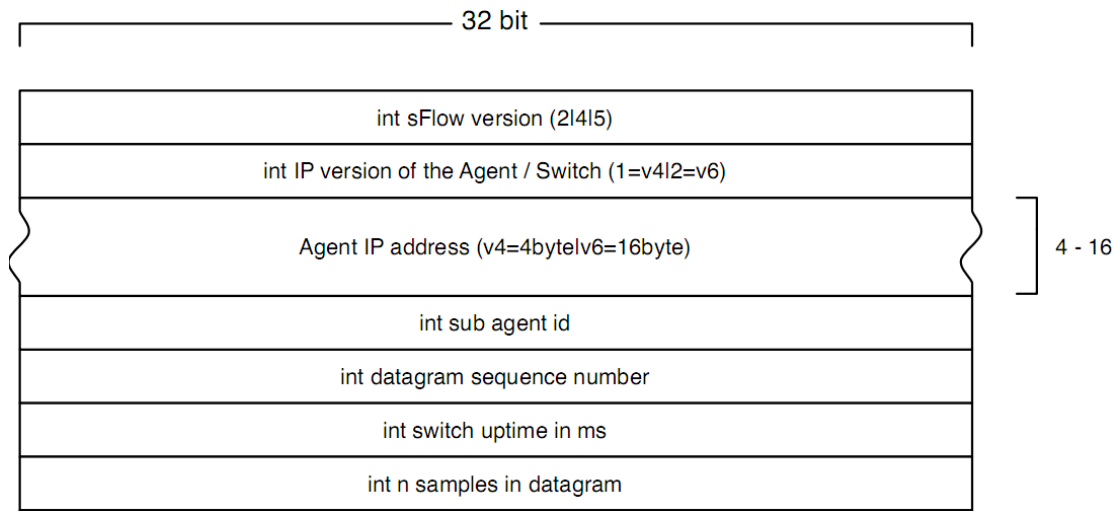 32 bit
int sFlow version (2|4|5)
int IP version of the Agent / Switch (1=v4|2=v6)
Agent IP address (v4=4byte|v6=16byte)
4 - 16
int sub agent id
int datagram sequence number
int switch uptime in ms
int n samples in datagram